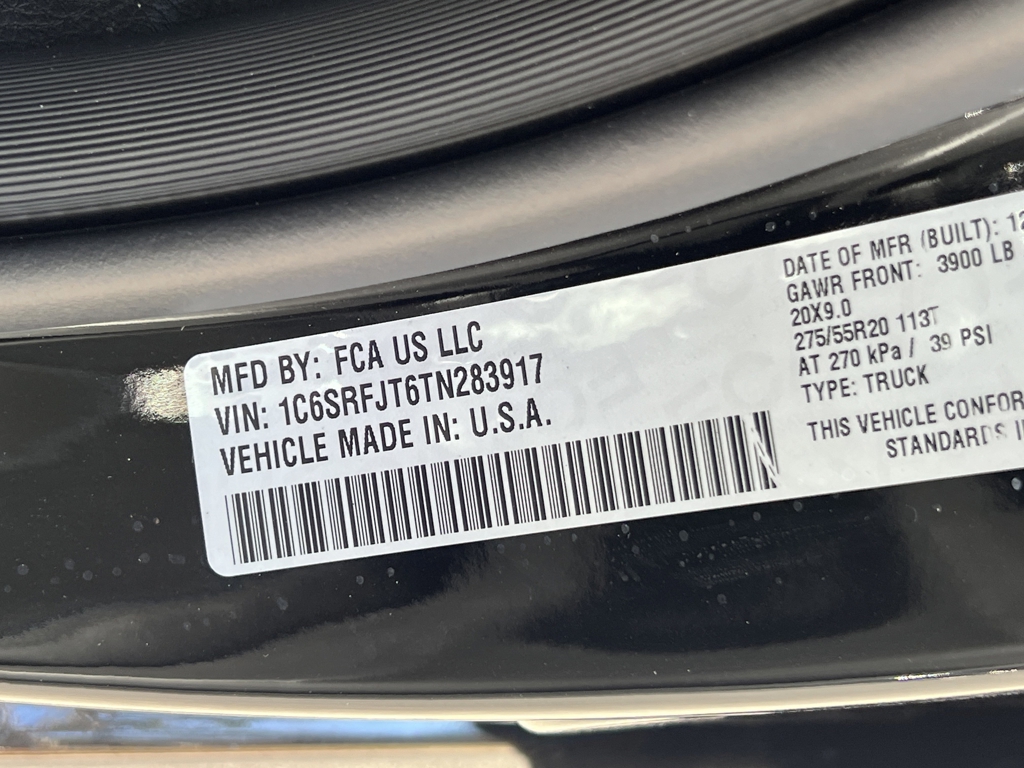 MFD BY: FCA US LLC
VIN: 1C6SRFJT6TN283917
VEHICLE MADE IN: U.S.A.
DATE OF MFR (BUILT): 12
GAWR FRONT: 3900 LB
20X9.0
275/55R20 113T
AT 270 kPa / 39 PSI
TYPE: TRUCK
THIS VEHICLE CONFOR
STANDARDS